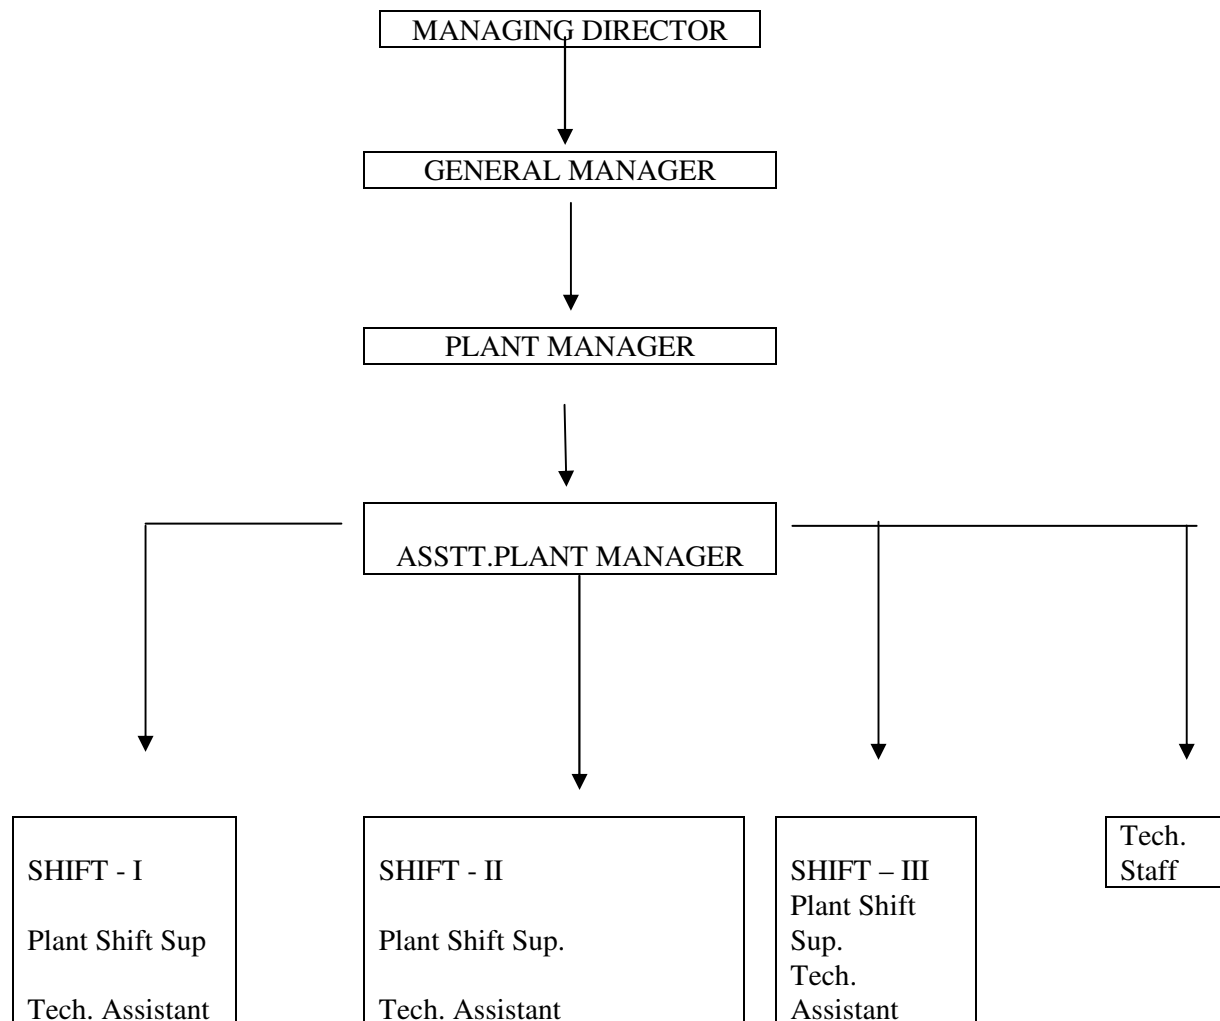 MANAGING DIRECTOR
GENERAL MANAGER
PLANT MANAGER
ASSTT.PLANT MANAGER
SHIFT - I
Plant Shift Sup
Tech. Assistant
SHIFT - II
Plant Shift Sup.
Tech. Assistant
SHIFT – III
Plant Shift
Sup.
Tech.
Assistant
Tech.
Staff